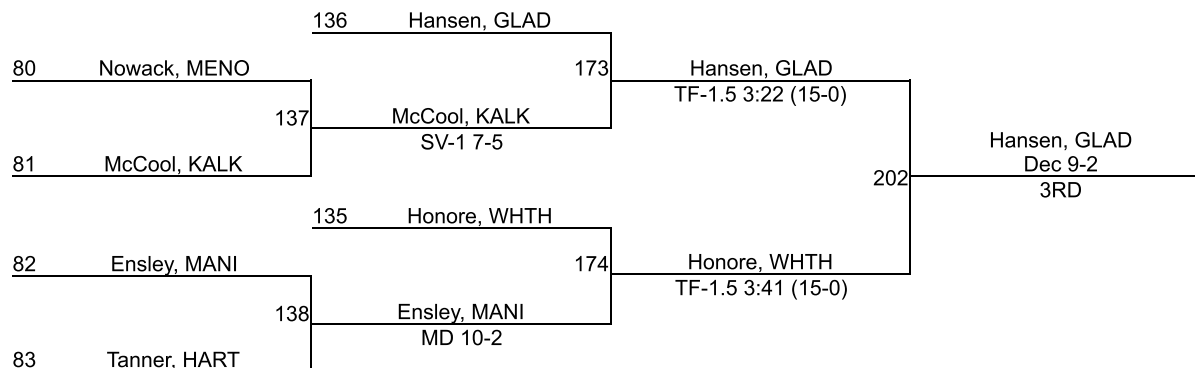 136 Hansen, GLAD
80 Nowack, MENO
173 Hansen, GLAD
TF-1.5 3:22 (15-0)
137 McCool, KALK
SV-1 7-5
81 McCool, KALK
Hansen, GLAD
Dec 9-2
202
3RD
135 Honore, WHTH
82 Ensley, MANI
174 Honore, WHTH
TF-1.5 3:41 (15-0)
138 Ensley, MANI
MD 10-2
83 Tanner, HART